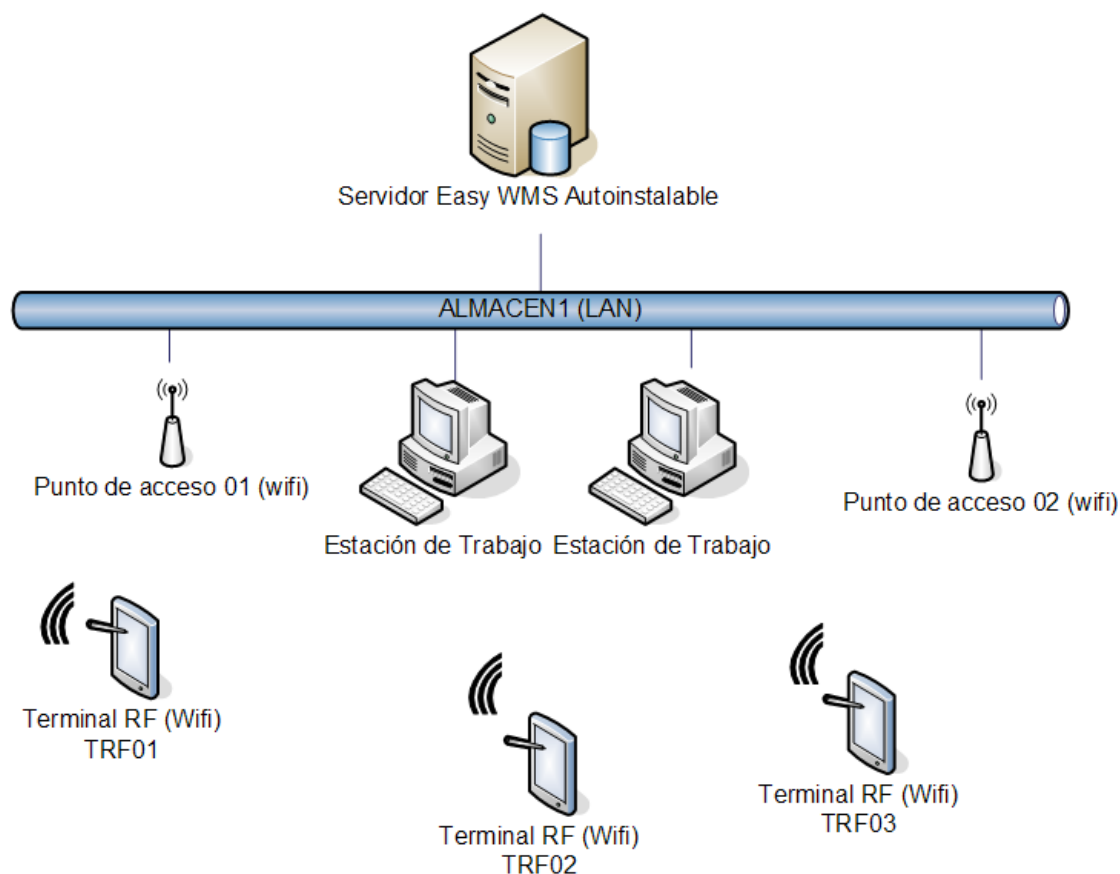 Servidor Easy WMS Autoinstalable
ALMACEN1 (LAN)
Punto de acceso 01 (wifi)
Estación de Trabajo
Estación de Trabajo
Punto de acceso 02 (wifi)
Terminal RF (Wifi)
TRF01
Terminal RF (Wifi)
TRF02
Terminal RF (Wifi)
TRF03